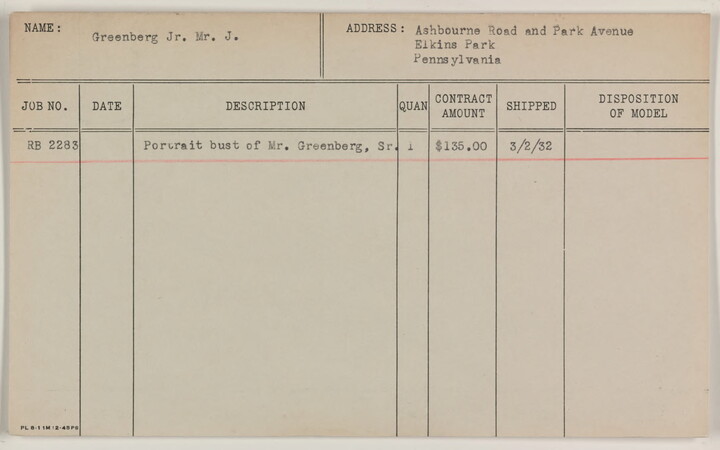 NAME: Greenberg Jr. Mr. J.
ADDRESS: Ashbourne Road and Park Avenue
Elkins Park
Pennsylvania
JOB NO. DATE DESCRIPTION QUAN CONTRACT AMOUNT SHIPPED DISPOSITION OF MODEL
RB 2283 Portrait bust of Mr. Greenberg, Sr. 1 $135.00 3/2/32